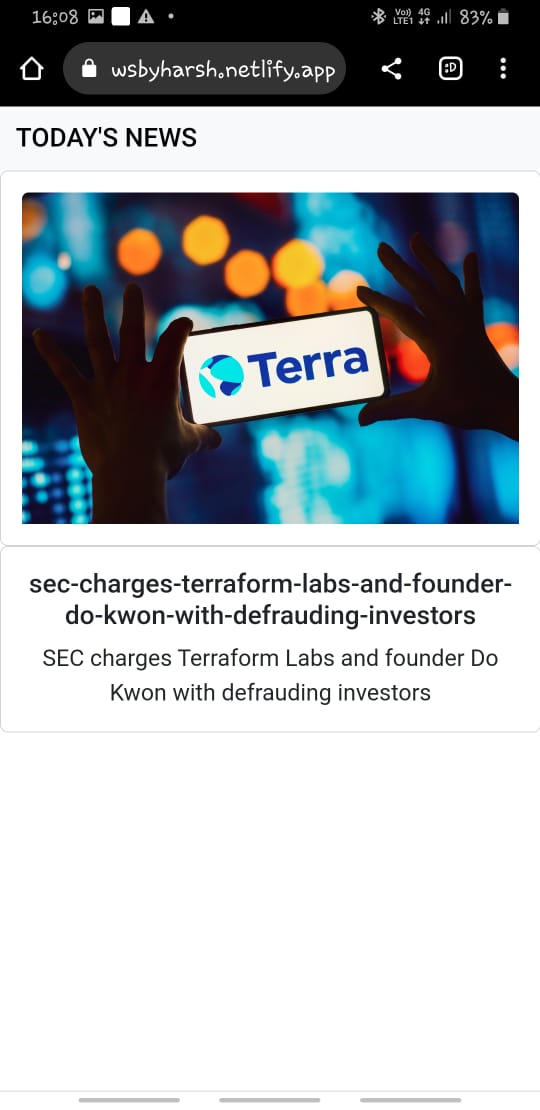 16:08 Vo)) LTE1 4G 83%
wsbyharsh.netlify.app :D
TODAY'S NEWS
Terra
sec-charges-terraform-labs-and-founder-
do-kwon-with-defrauding-investors
SEC charges Terraform Labs and founder Do
Kwon with defrauding investors